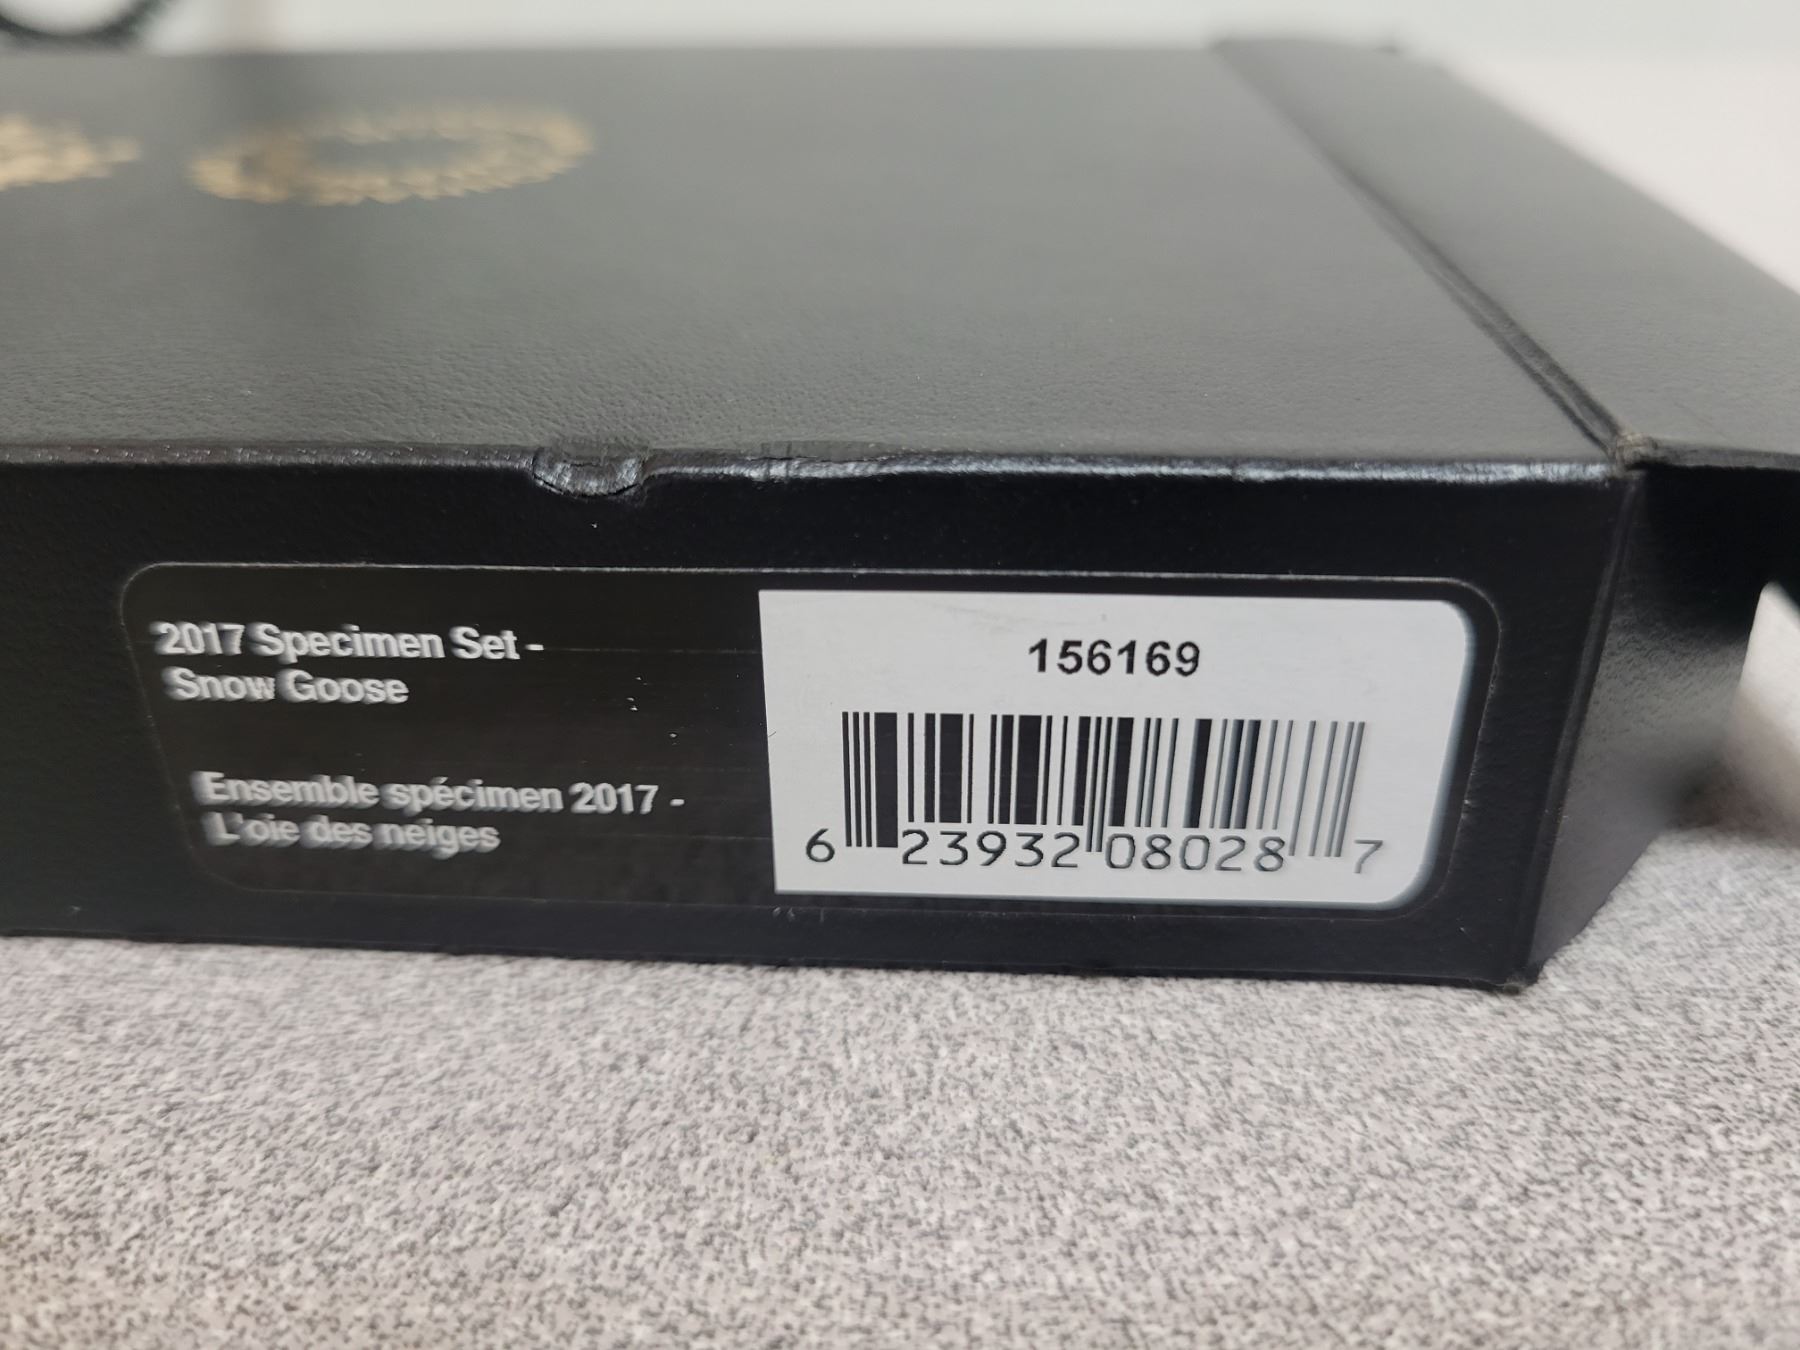 2017 Specimen Set -
Snow Goose
Ensemble spécimen 2017 -
L'oie des neiges
156169
6 23932 08028 7